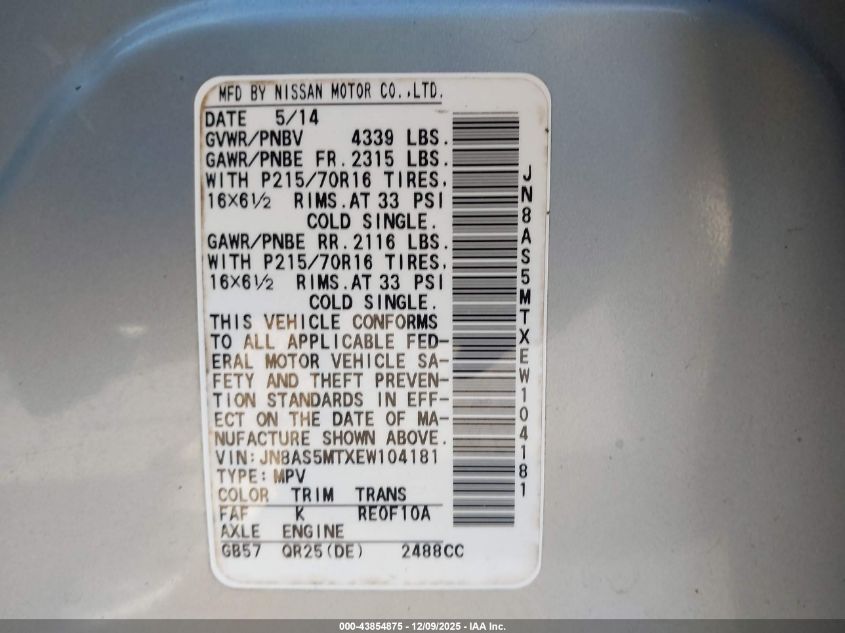 MFD BY NISSAN MOTOR CO.,LTD.
DATE 5/14
GVWR/PNBV 4339 LBS.
GAWR/PNBE FR. 2315 LBS.
WITH P215/70R16 TIRES,
16×6½ RIMS.AT 33 PSI
COLD SINGLE.
GAWR/PNBE RR. 2116 LBS.
WITH P215/70R16 TIRES,
16×6½ RIMS.AT 33 PSI
COLD SINGLE.
THIS VEHICLE CONFORMS
TO ALL APPLICABLE FED-
ERAL MOTOR VEHICLE SA-
FETY AND THEFT PREVEN-
TION STANDARDS IN EFF-
ECT ON THE DATE OF MA-
NUFACTURE SHOWN ABOVE.
VIN:JN8AS5MTXEW104181
TYPE:MPV
COLOR TRIM TRANS
FAF K RE0F10A
AXLE ENGINE
GB57 QR25(DE) 2488CC
JN8AS5MTXEW104181
000-43854875 - 12/09/2025 - IAA Inc.